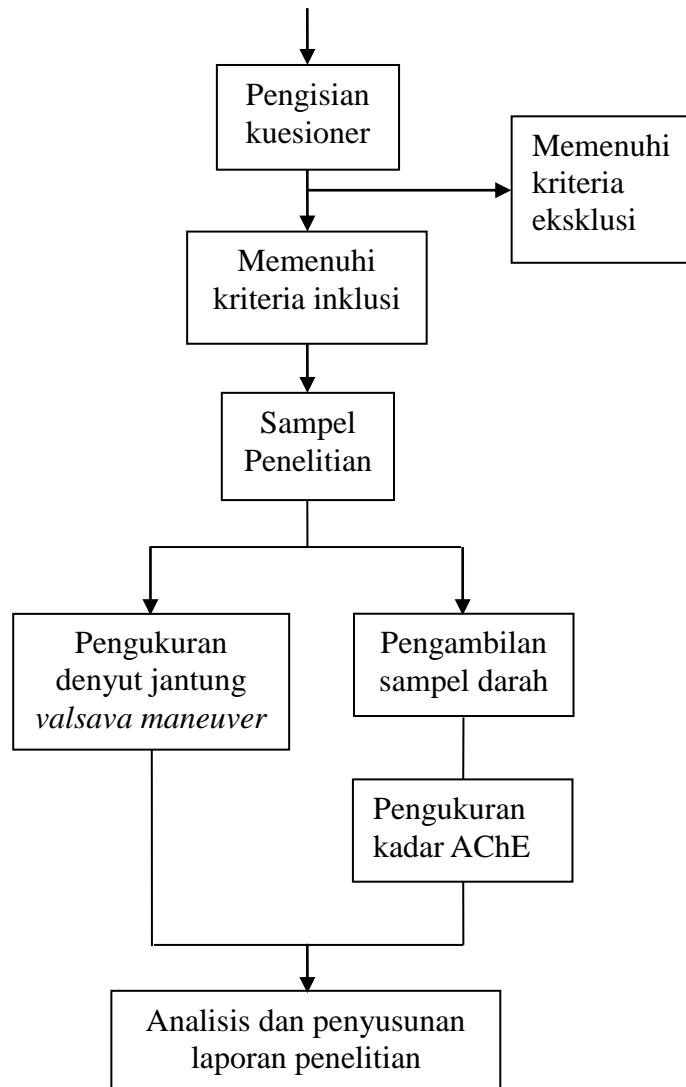 Pengisian
kuesioner
Memenuhi
kriteria
eksklusi
Memenuhi
kriteria inklusi
Sampel
Penelitian
Pengukuran
denyut jantung
valsava maneuver
Pengambilan
sampel darah
Pengukuran
kadar AChE
Analisis dan penyusunan
laporan penelitian